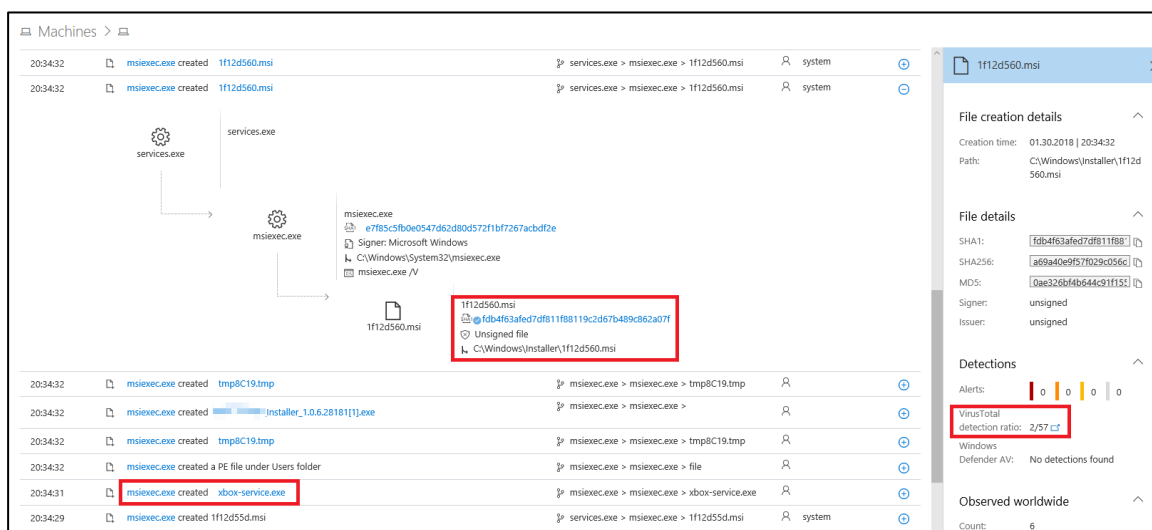 Machines >
20:34:32 msiexec.exe created 1f12d560.msi services.exe > msiexec.exe > 1f12d560.msi system
20:34:32 msiexec.exe created 1f12d560.msi services.exe > msiexec.exe > 1f12d560.msi system
services.exe
services.exe
msiexec.exe
msiexec.exe
e7f85c5fb0e0547d62d80d572f1bf7267acbdf2e
Signer: Microsoft Windows
C:\Windows\System32\msiexec.exe
msiexec.exe /V
1f12d560.msi
1f12d560.msi
fdb4f63afed7df811f88119c2d67b489c862a07f
Unsigned file
C:\Windows\Installer\1f12d560.msi
20:34:32 msiexec.exe created tmp8C19.tmp msiexec.exe > msiexec.exe > tmp8C19.tmp
20:34:32 msiexec.exe created Installer_1.0.6.28181[1].exe msiexec.exe > msiexec.exe >
20:34:32 msiexec.exe created tmp8C19.tmp msiexec.exe > msiexec.exe > tmp8C19.tmp
20:34:32 msiexec.exe created a PE file under Users folder msiexec.exe > msiexec.exe > file
20:34:31 msiexec.exe created xbox-service.exe msiexec.exe > msiexec.exe > xbox-service.exe
20:34:29 msiexec.exe created 1f12d55d.msi services.exe > msiexec.exe > 1f12d55d.msi system
1f12d560.msi
File creation details
Creation time: 01.30.2018 | 20:34:32
Path: C:\Windows\Installer\1f12d
560.msi
File details
SHA1: fdb4f63afed7df811f881
SHA256: a69a40e9f57f029c056c
MD5: 0ae326bf4b644c91f155
Signer: unsigned
Issuer: unsigned
Detections
Alerts: 0 0 0 0
VirusTotal
detection ratio: 2/57
Windows
Defender AV: No detections found
Observed worldwide
Count: 6